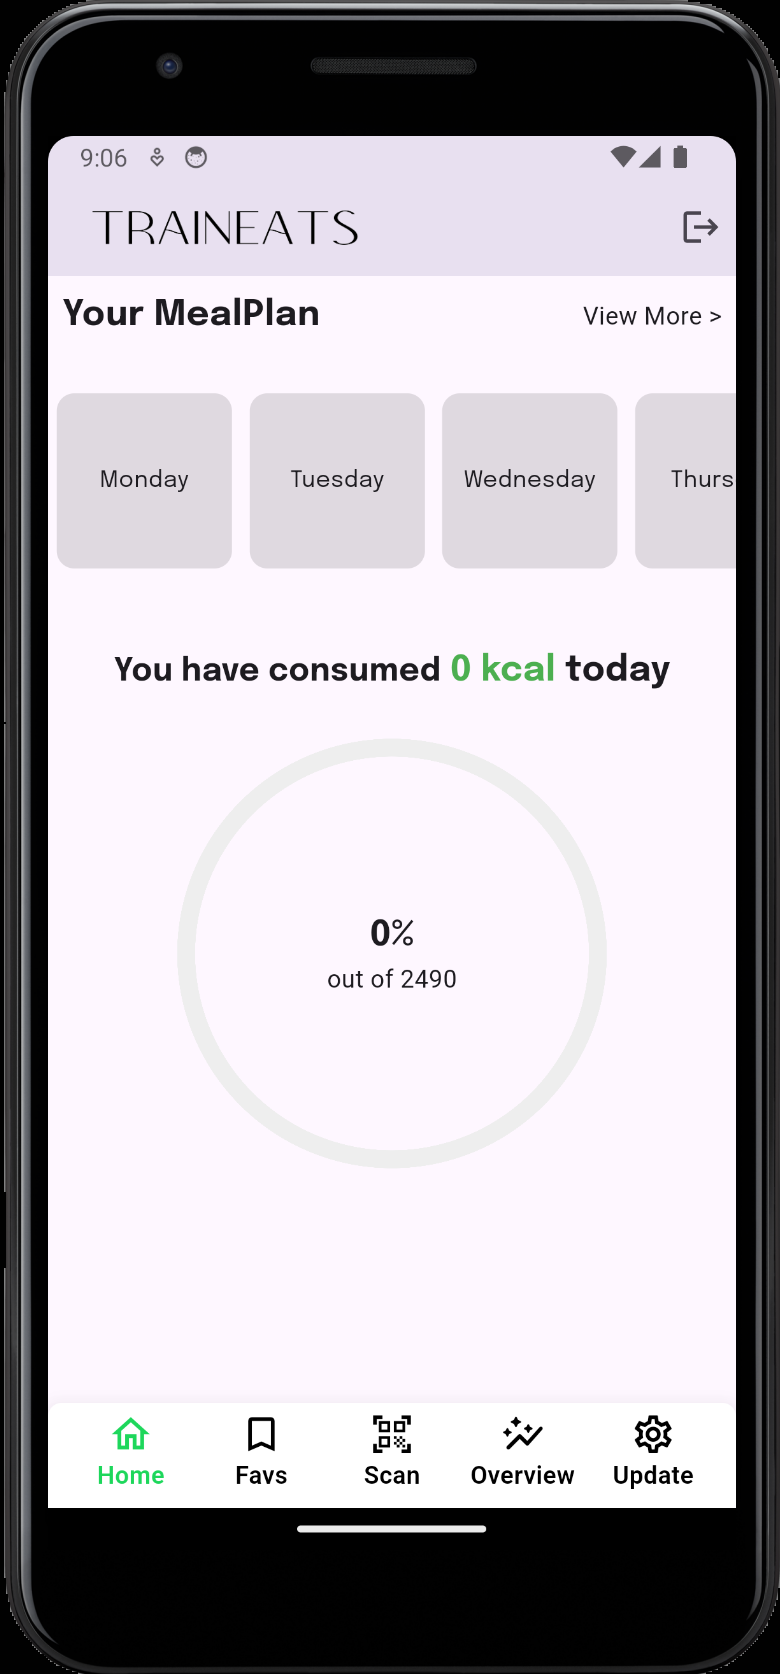 9:06
TRAINEATS
Your MealPlan View More >
Monday Tuesday Wednesday Thurs
You have consumed 0 kcal today
0%
out of 2490
Home Favs Scan Overview Update